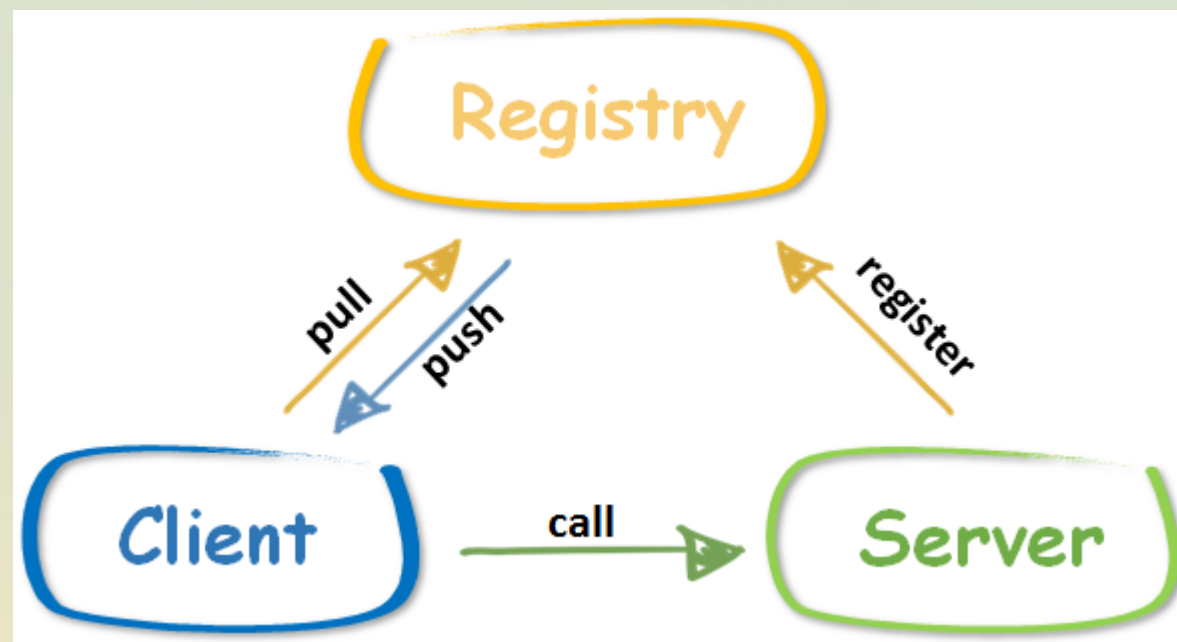 Registry
pull
push
register
Client
call
Server